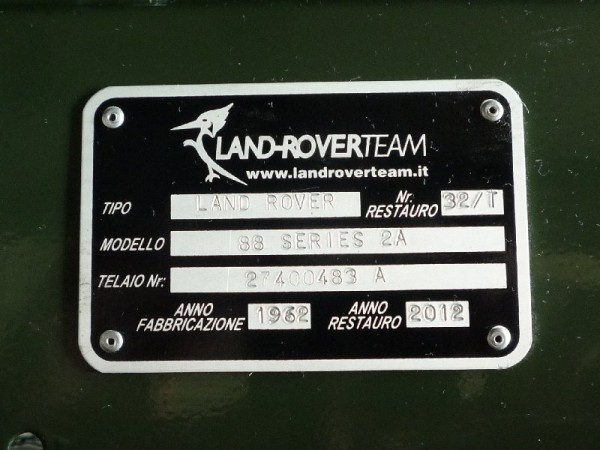 LAND-ROVERTEAM
www.landroverteam.it
TIPO LAND ROVER Nr. RESTAURO 32/T
MODELLO 88 SERIES 2A
TELAIO Nr: 27400483 A
ANNO FABBRICAZIONE 1962 ANNO RESTAURO 2012